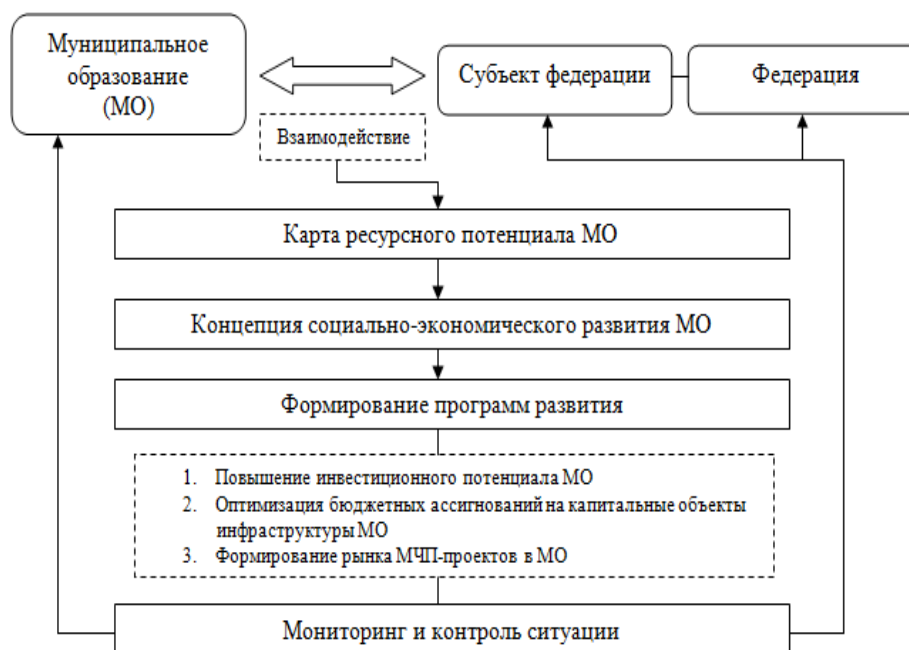 Муниципальное
образование
(МО)
Субъект федерации
Федерация
Взаимодействие
Карта ресурсного потенциала МО
Концепция социально-экономического развития МО
Формирование программ развития
1. Повышение инвестиционного потенциала МО
2. Оптимизация бюджетных ассигнований на капитальные объекты
инфраструктуры МО
3. Формирование рынка МЧП-проектов в МО
Мониторинг и контроль ситуации